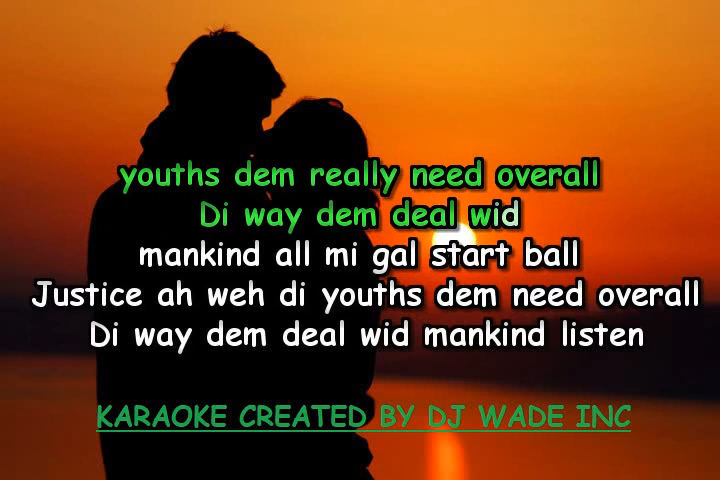 youths dem really need overall
Di way dem deal wid
mankind all mi gal start ball
Justice ah weh di youths dem need overall
Di way dem deal wid mankind listen
KARAOKE CREATED BY DJ WADE INC